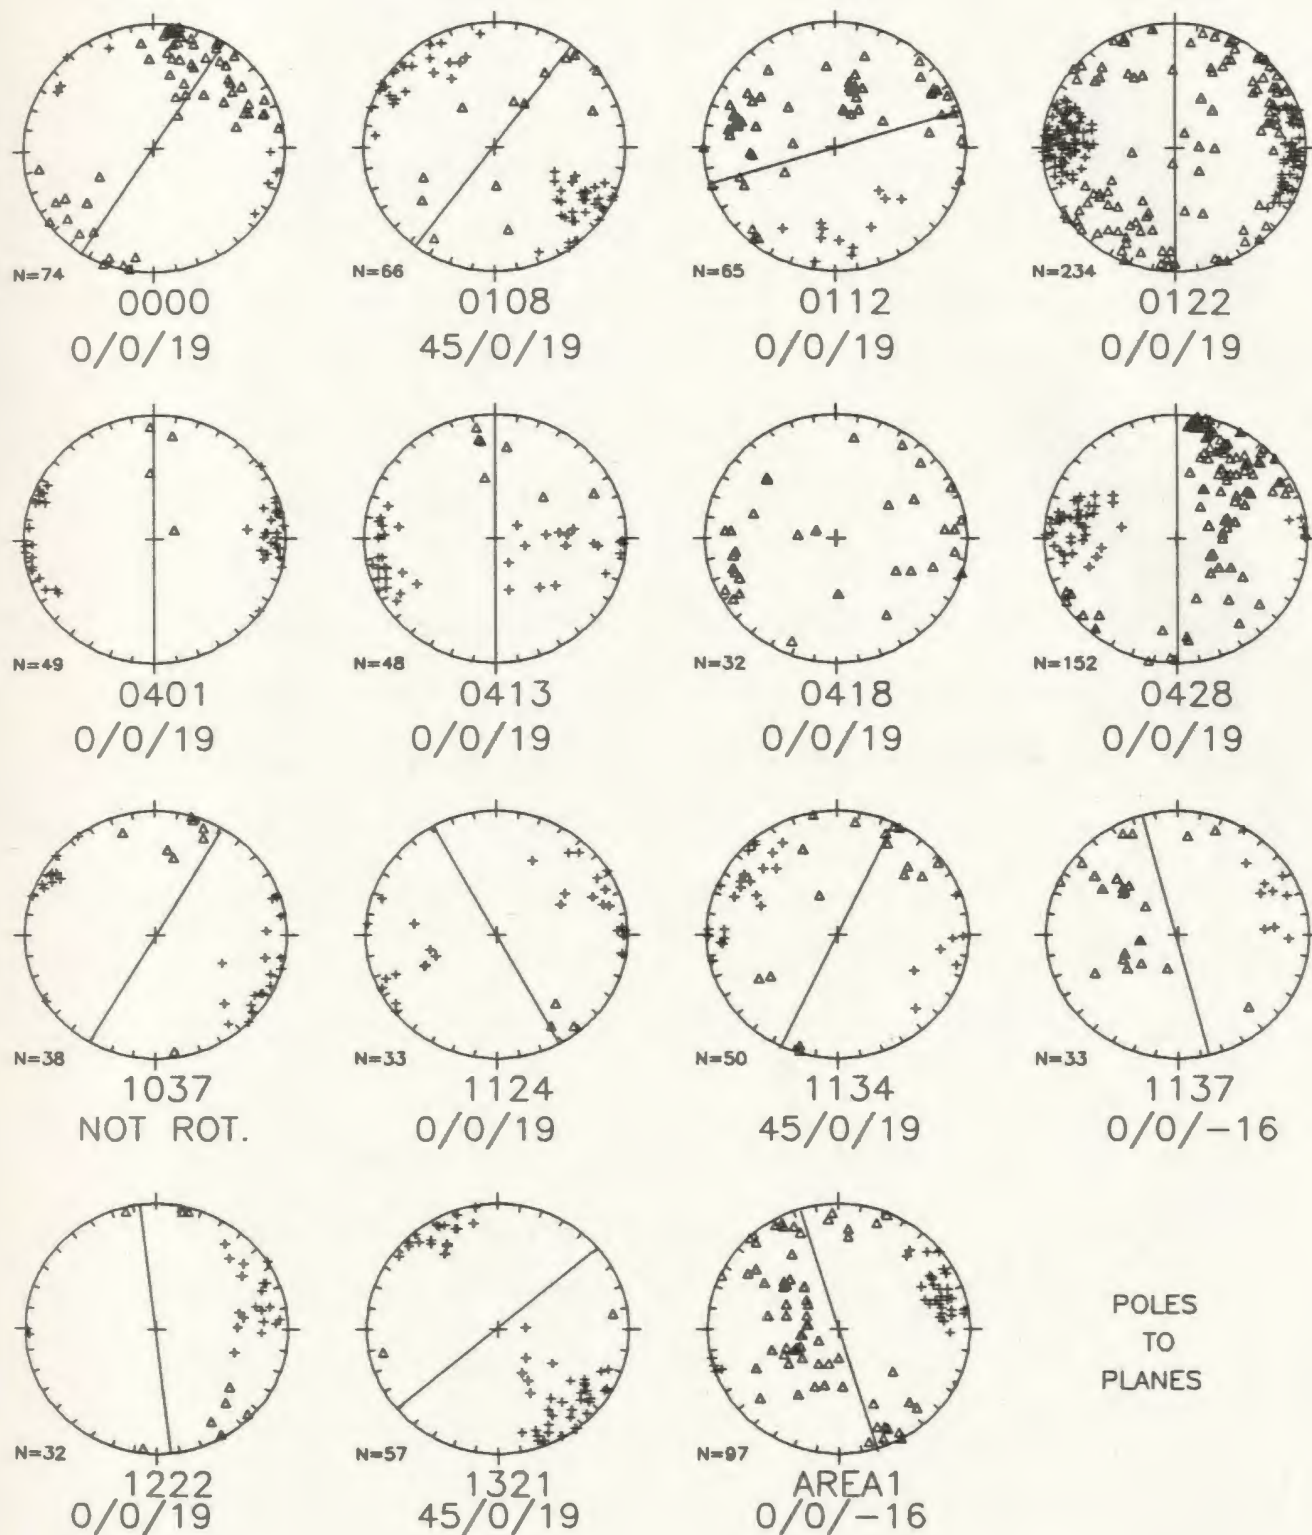 N=74
0000
0/0/19
N=66
0108
45/0/19
N=65
0112
0/0/19
N=234
0122
0/0/19
N=49
0401
0/0/19
N=48
0413
0/0/19
N=32
0418
0/0/19
N=152
0428
0/0/19
N=38
1037
NOT ROT.
N=33
1124
0/0/19
N=50
1134
45/0/19
N=33
1137
0/0/-16
N=32
1222
0/0/19
N=57
1321
45/0/19
N=97
AREA1
0/0/-16
POLES
TO
PLANES